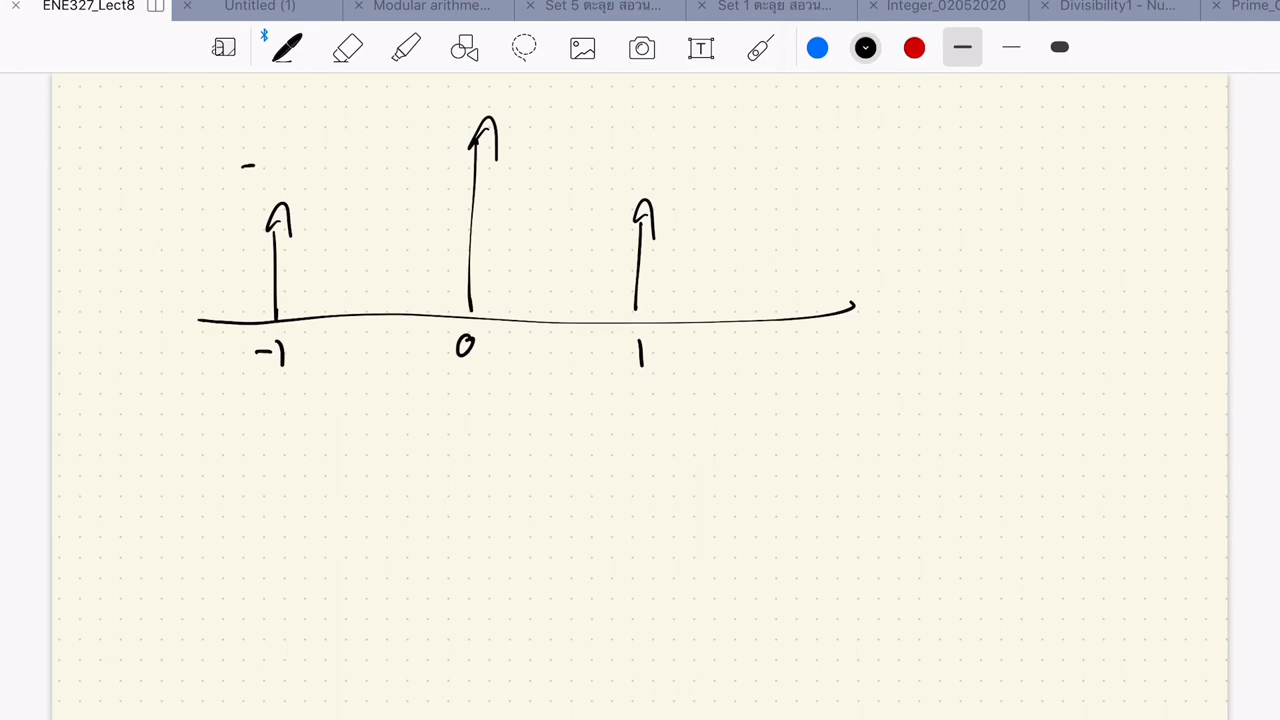 ENE327_Lect8 Untitled (1) Modular arithme... Set 5 ตะลุย สอวน... Set 1 ตะลุย สอวน... Integer_02052020 Divisibility1 - Nu... Prime_
T
-
-1 0 1